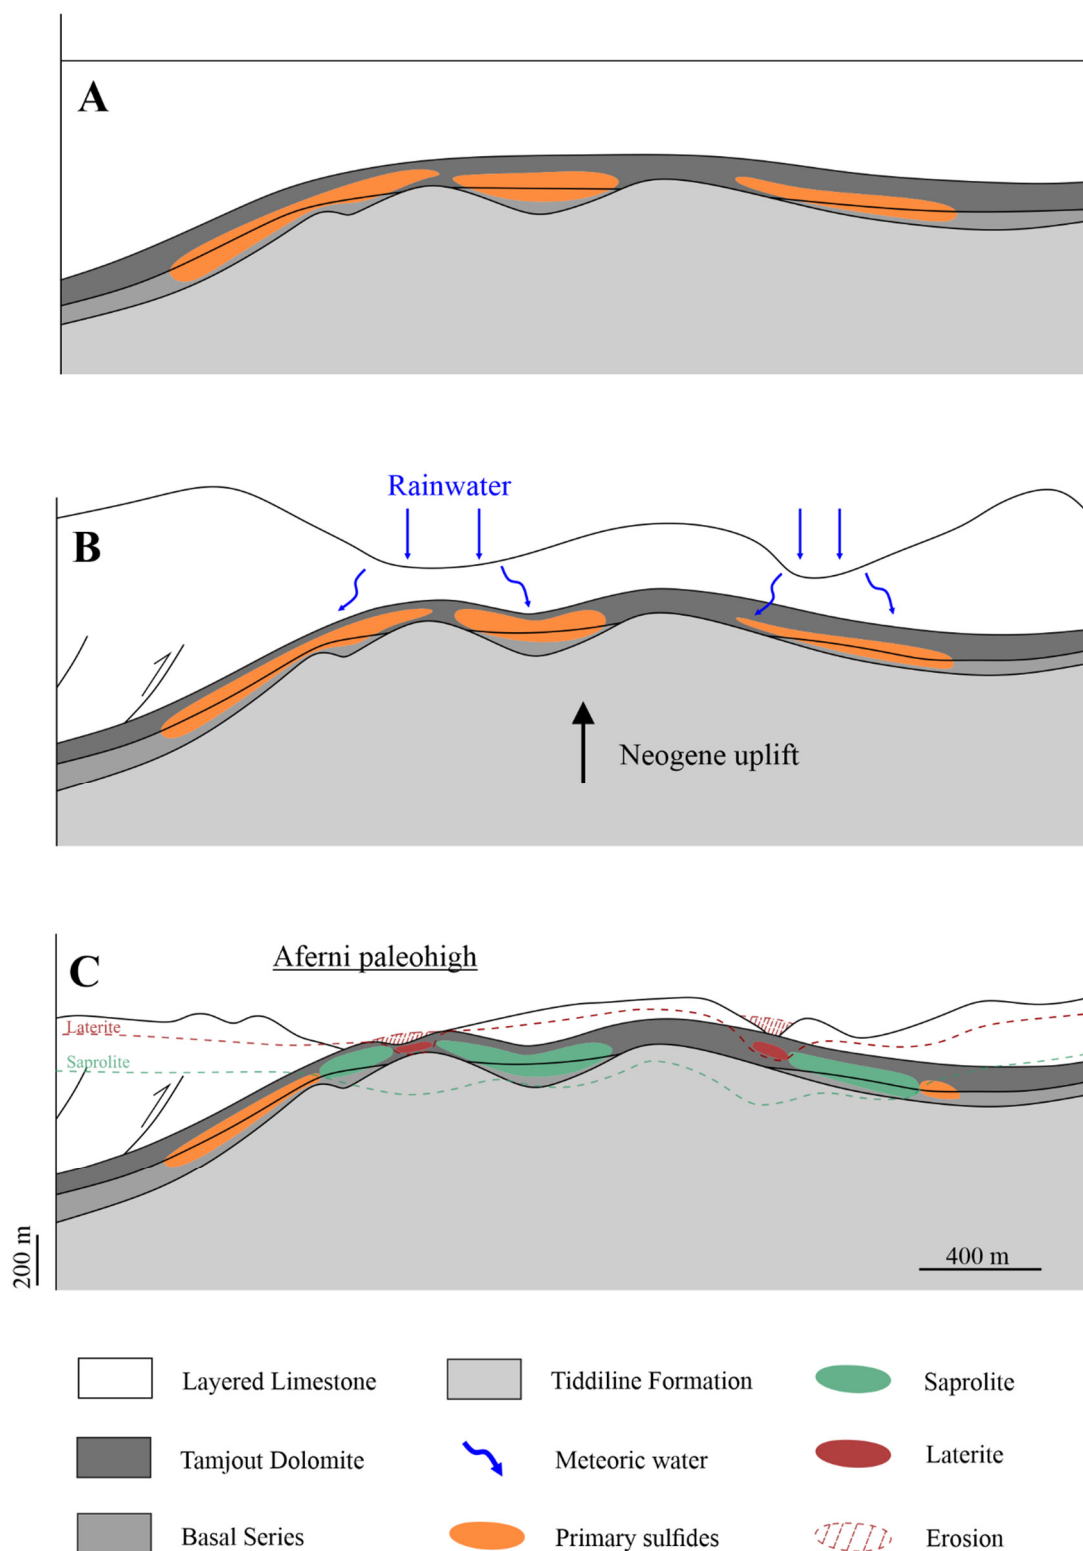 A
Rainwater
B
Neogene uplift
C
Aferni paleohigh
Laterite
Saprolite
200 m
400 m
Layered Limestone
Tiddiline Formation
Saprolite
Tamjout Dolomite
Meteoric water
Laterite
Basal Series
Primary sulfides
Erosion